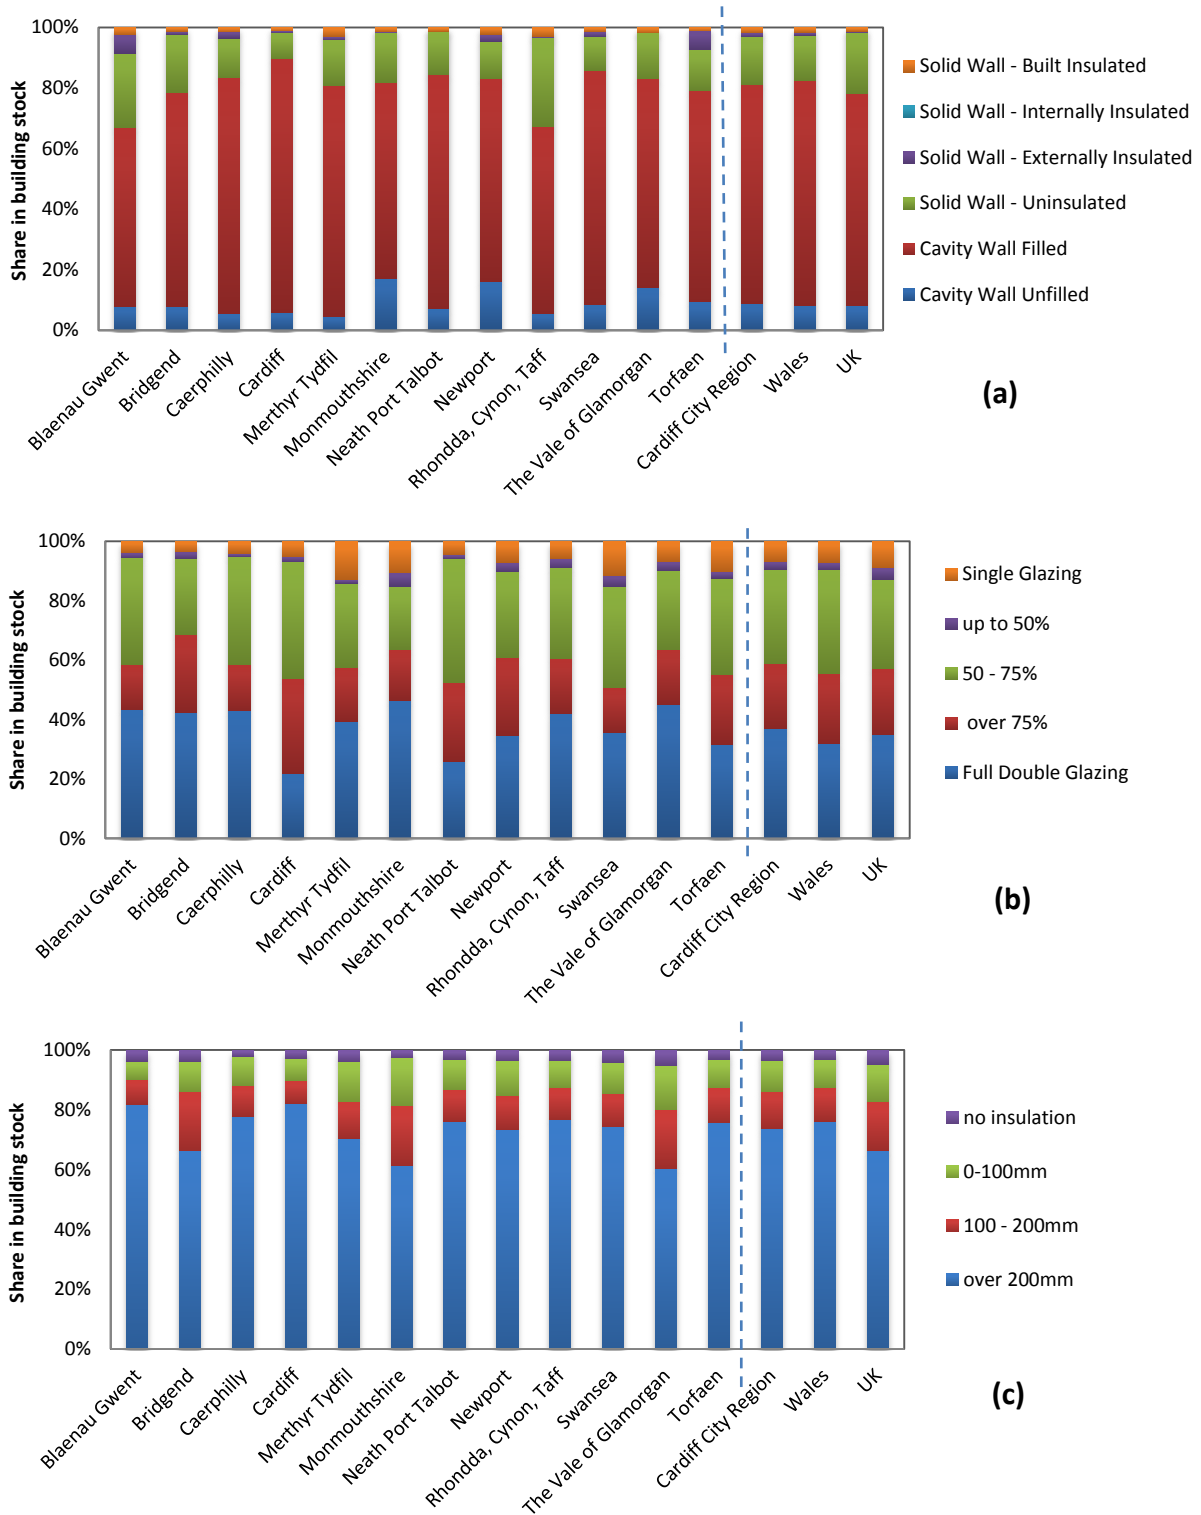 Share in building stock
100%
80%
60%
40%
20%
0%
Blaenau Gwent
Bridgend
Caerphilly
Cardiff
Merthyr Tydfil
Monmouthshire
Neath Port Talbot
Newport
Rhondda, Cynon, Taff
Swansea
The Vale of Glamorgan
Torfaen
Cardiff City Region
Wales
UK
Solid Wall - Built Insulated
Solid Wall - Internally Insulated
Solid Wall - Externally Insulated
Solid Wall - Uninsulated
Cavity Wall Filled
Cavity Wall Unfilled
(a)
Share in building stock
100%
80%
60%
40%
20%
0%
Blaenau Gwent
Bridgend
Caerphilly
Cardiff
Merthyr Tydfil
Monmouthshire
Neath Port Talbot
Newport
Rhondda, Cynon, Taff
Swansea
The Vale of Glamorgan
Torfaen
Cardiff City Region
Wales
UK
Single Glazing
up to 50%
50 - 75%
over 75%
Full Double Glazing
(b)
Share in building stock
100%
80%
60%
40%
20%
0%
Blaenau Gwent
Bridgend
Caerphilly
Cardiff
Merthyr Tydfil
Monmouthshire
Neath Port Talbot
Newport
Rhondda, Cynon, Taff
Swansea
The Vale of Glamorgan
Torfaen
Cardiff City Region
Wales
UK
no insulation
0-100mm
100 - 200mm
over 200mm
(c)